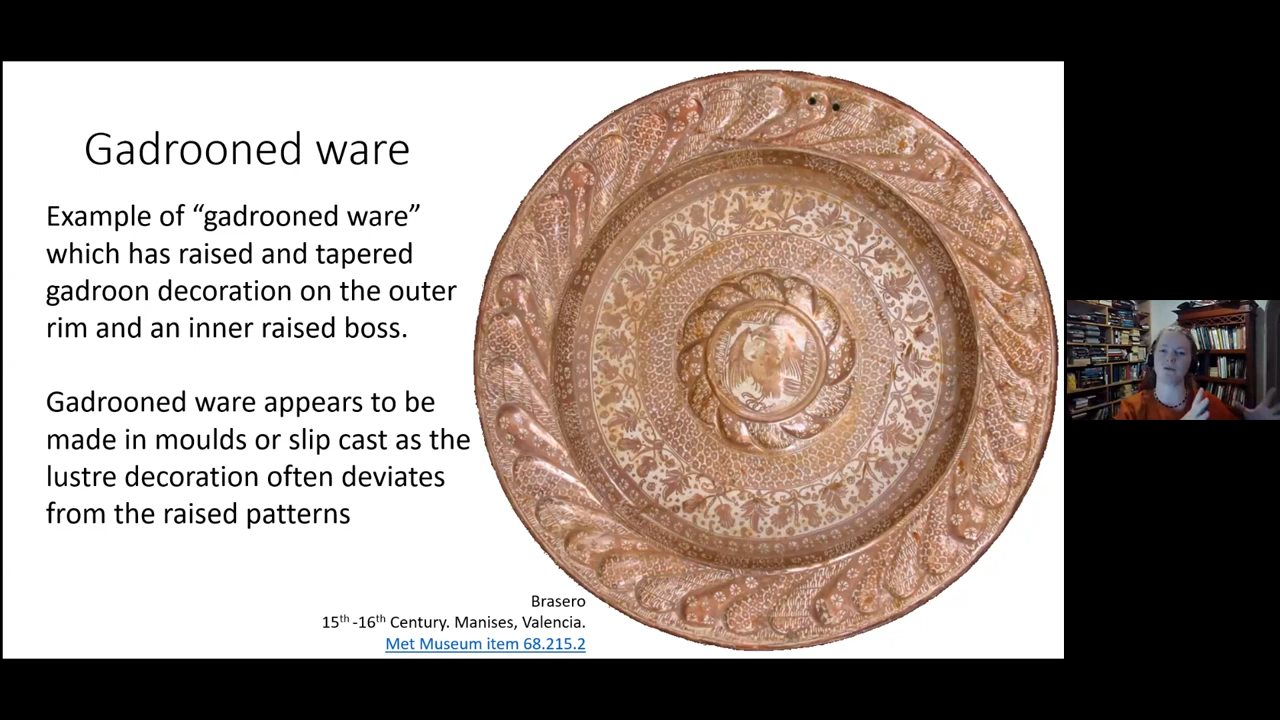 Gadrooned ware
Example of “gadrooned ware”
which has raised and tapered
gadroon decoration on the outer
rim and an inner raised boss.
Gadrooned ware appears to be
made in moulds or slip cast as the
lustre decoration often deviates
from the raised patterns
Brasero
15th -16th Century. Manises, Valencia.
Met Museum item 68.215.2